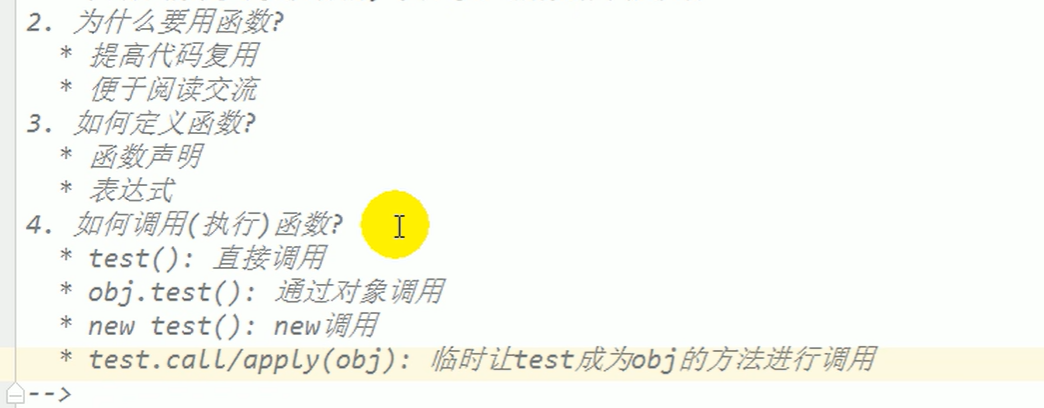 2. 为什么要用函数?
* 提高代码复用
* 便于阅读交流
3. 如何定义函数?
* 函数声明
* 表达式
4. 如何调用(执行)函数?
* test(): 直接调用
* obj.test(): 通过对象调用
* new test(): new调用
* test.call/apply(obj): 临时让test成为obj的方法进行调用
-->